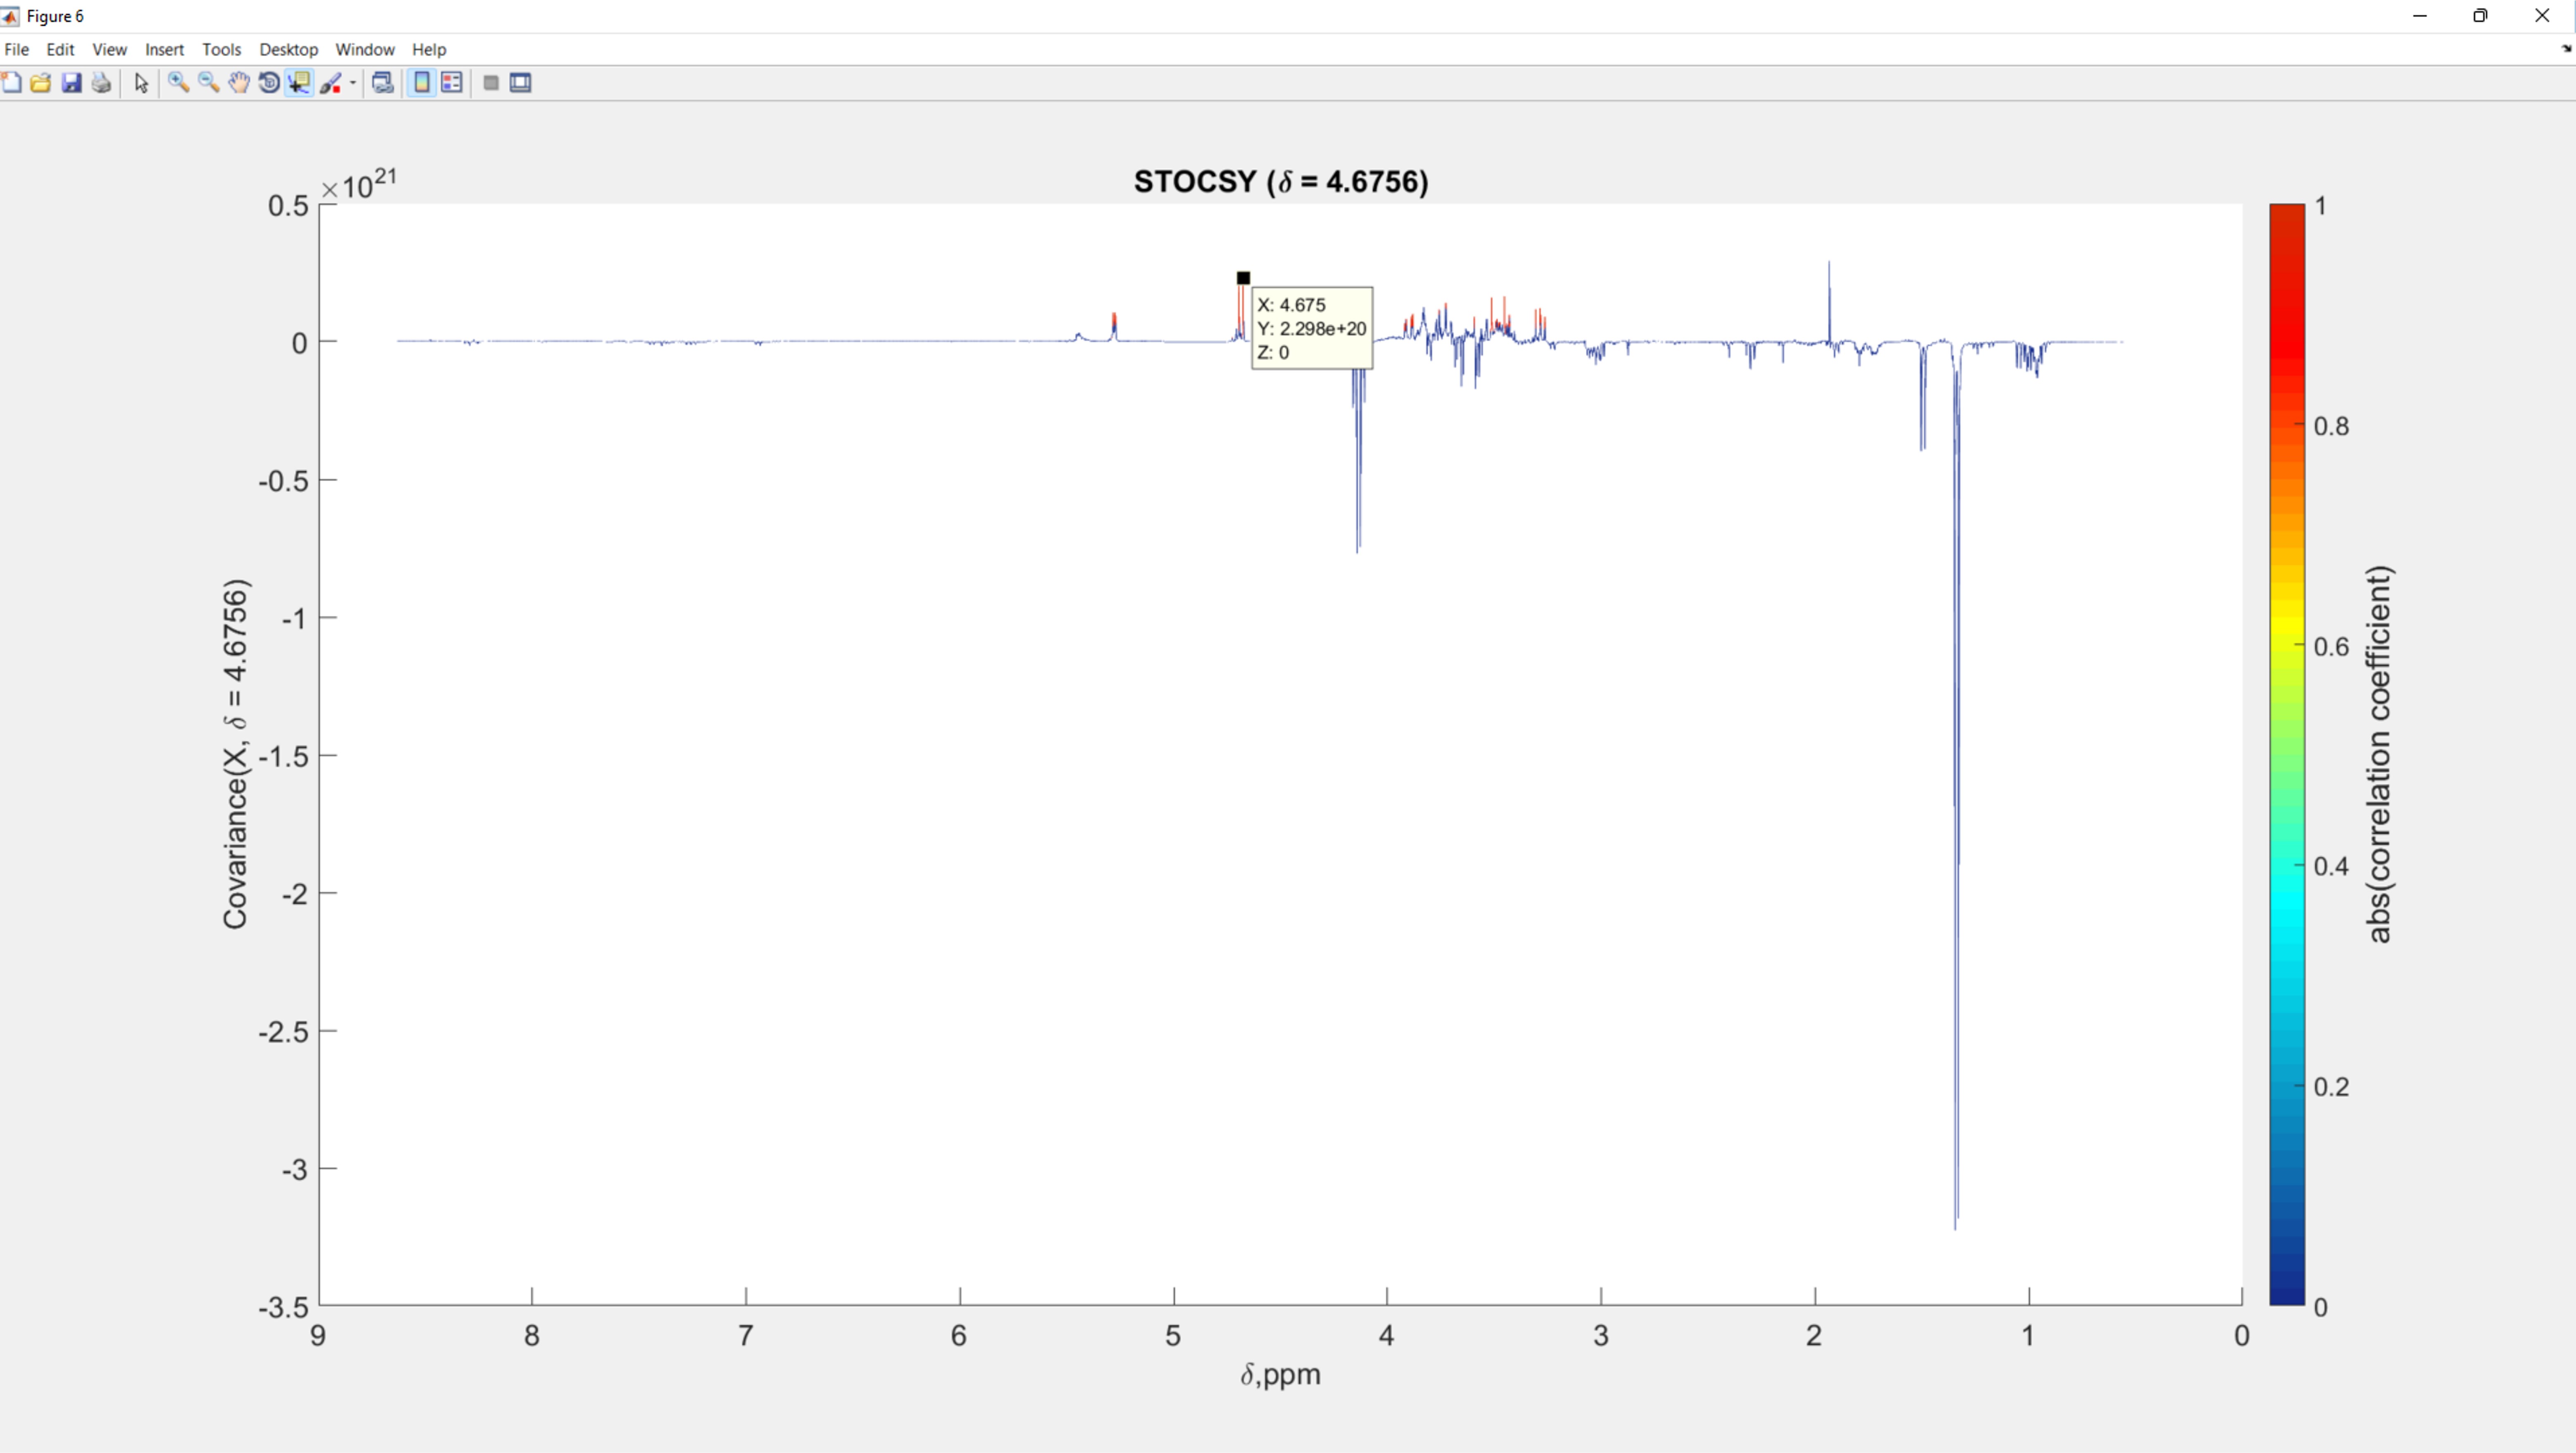 Figure 6
File Edit View Insert Tools Desktop Window Help
STOCSY (δ = 4.6756)
×10²¹
0.5
0
-0.5
-1
-1.5
-2
-2.5
-3
-3.5
Covariance(X, δ = 4.6756)
X: 4.675
Y: 2.298e+20
Z: 0
9 8 7 6 5 4 3 2 1 0
δ,ppm
1
0.8
0.6
0.4
0.2
0
abs(correlation coefficient)